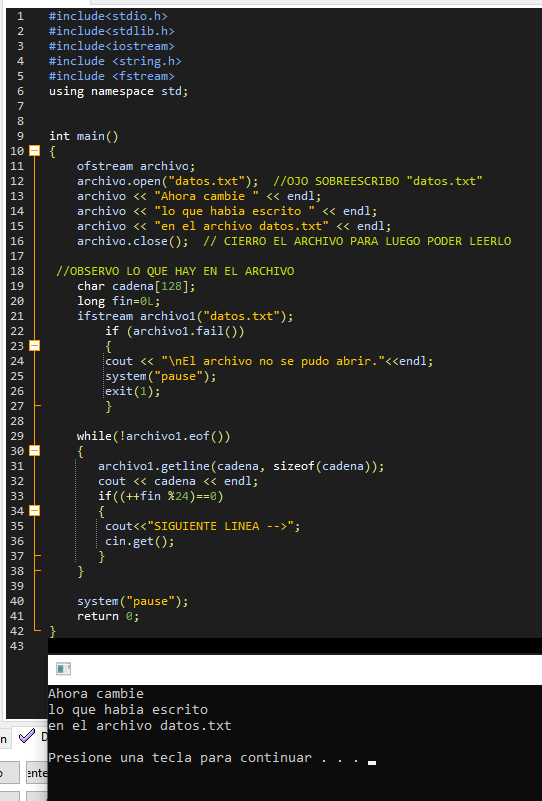 1 #include<stdio.h>
2 #include<stdlib.h>
3 #include<iostream>
4 #include <string.h>
5 #include <fstream>
6 using namespace std;
7
8
9 int main()
10 {
11     ofstream archivo;
12     archivo.open("datos.txt");  //OJO SOBREESCRIBO "datos.txt"
13     archivo << "Ahora cambie " << endl;
14     archivo << "lo que habia escrito " << endl;
15     archivo << "en el archivo datos.txt" << endl;
16     archivo.close();  // CIERRO EL ARCHIVO PARA LUEGO PODER LEERLO
17
18  //OBSERVO LO QUE HAY EN EL ARCHIVO
19     char cadena[128];
20     long fin=0L;
21     ifstream archivo1("datos.txt");
22         if (archivo1.fail())
23         {
24         cout << "\nEl archivo no se pudo abrir."<<endl;
25         system("pause");
26         exit(1);
27         }
28
29     while(!archivo1.eof())
30     {
31        archivo1.getline(cadena, sizeof(cadena));
32        cout << cadena << endl;
33        if((++fin %24)==0)
34        {
35         cout<<"SIGUIENTE LINEA -->";
36         cin.get();
37        }
38     }
39
40     system("pause");
41     return 0;
42 }
43
Ahora cambie
lo que habia escrito
en el archivo datos.txt
Presione una tecla para continuar . . .